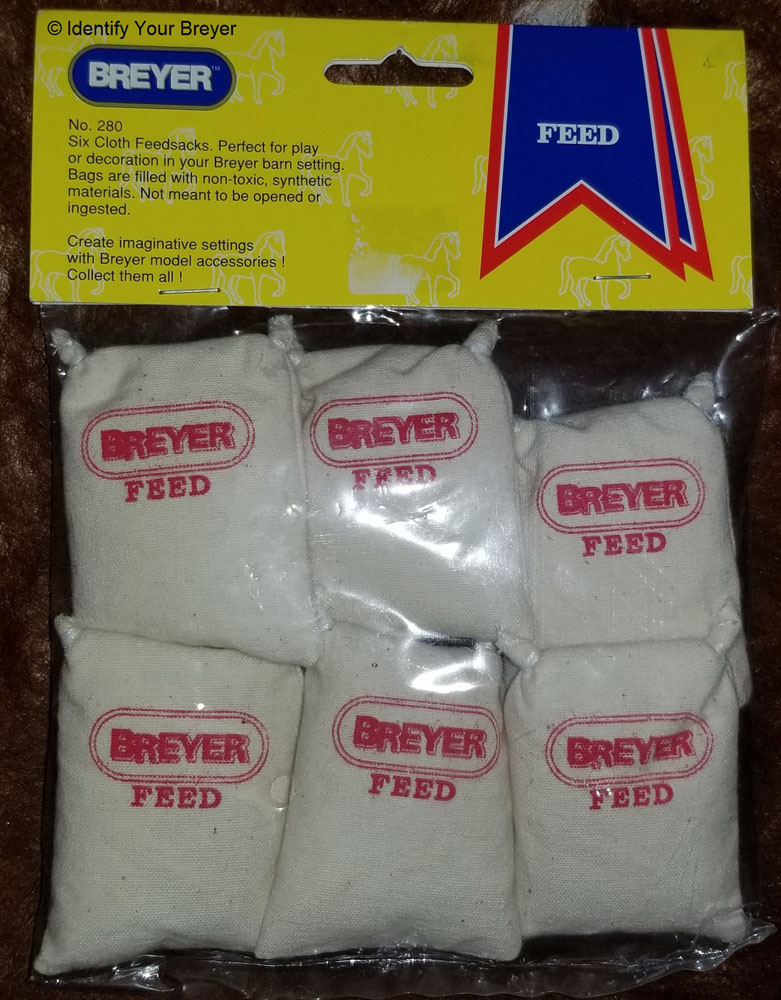 © Identify Your Breyer
BREYER™
No. 280
Six Cloth Feedsacks. Perfect for play
or decoration in your Breyer barn setting.
Bags are filled with non-toxic, synthetic
materials. Not meant to be opened or
ingested.
Create imaginative settings
with Breyer model accessories !
Collect them all !
FEED
BREYER
FEED
BREYER
FEED
BREYER
FEED
BREYER
FEED
BREYER
FEED
BREYER
FEED